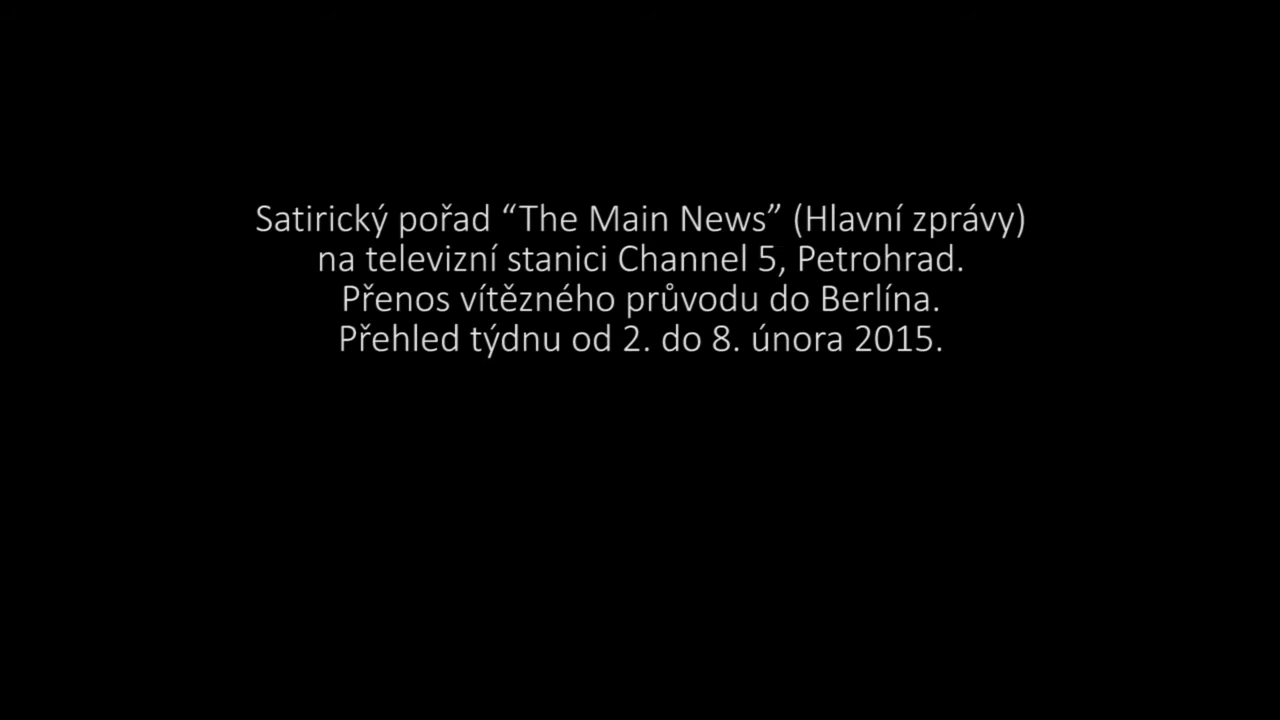 Satirický pořad “The Main News” (Hlavní zprávy)
na televizní stanici Channel 5, Petrohrad.
Přenos vítězného průvodu do Berlína.
Přehled týdnu od 2. do 8. února 2015.